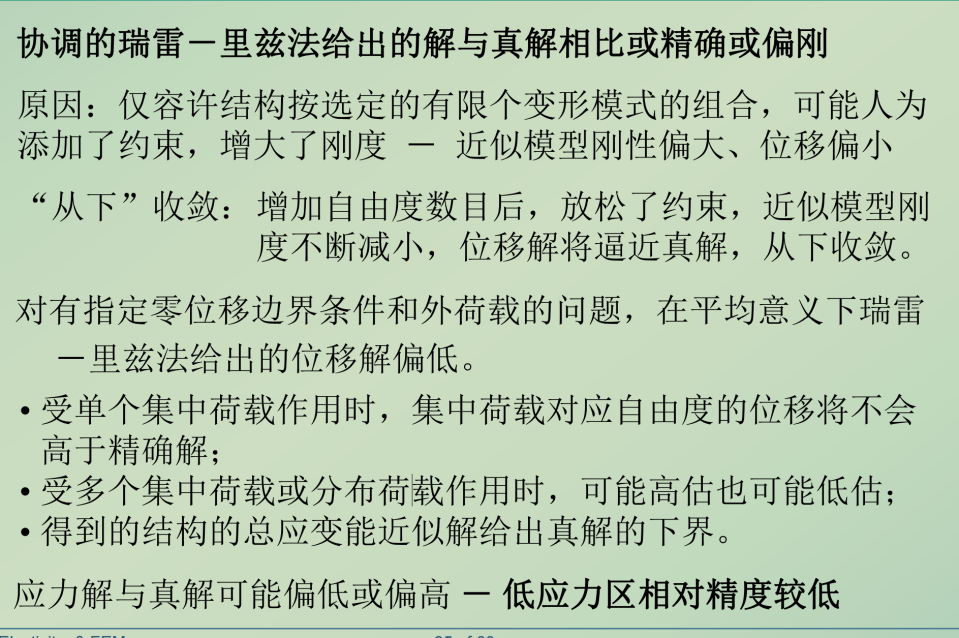 协调的瑞雷－里兹法给出的解与真解相比或精确或偏刚
原因：仅容许结构按选定的有限个变形模式的组合，可能人为
添加了约束，增大了刚度 － 近似模型刚性偏大、位移偏小
“从下”收敛：增加自由度数目后，放松了约束，近似模型刚
度不断减小，位移解将逼近真解，从下收敛。
对有指定零位移边界条件和外荷载的问题，在平均意义下瑞雷
－里兹法给出的位移解偏低。
• 受单个集中荷载作用时，集中荷载对应自由度的位移将不会
高于精确解；
• 受多个集中荷载或分布荷载作用时，可能高估也可能低估；
• 得到的结构的总应变能近似解给出真解的下界。
应力解与真解可能偏低或偏高 － 低应力区相对精度较低